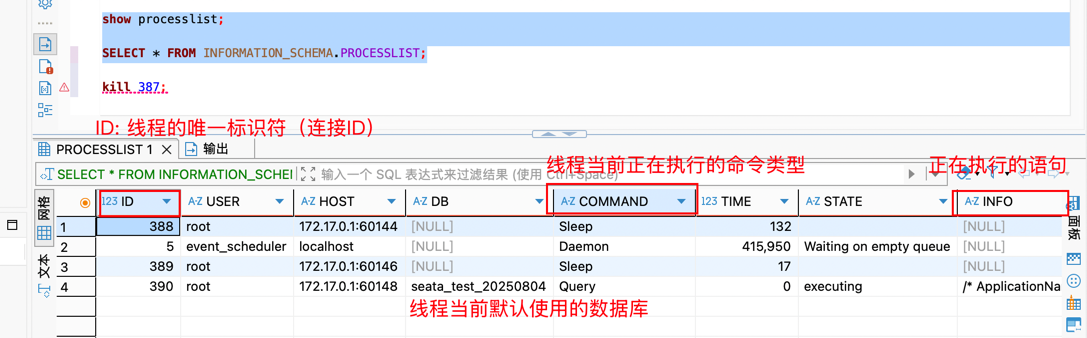 show processlist;
SELECT * FROM INFORMATION_SCHEMA.PROCESSLIST;
kill 387;
ID: 线程的唯一标识符（连接ID）
PROCESSLIST 1 输出
线程当前正在执行的命令类型 正在执行的语句
SELECT * FROM INFORMATION_SCHEI 输入一个 SQL 表达式来过滤结果 (使用 Ctrl+Space)
网格
文本
面板
123 ID A-Z USER A-Z HOST A-Z DB A-Z COMMAND 123 TIME A-Z STATE A-Z INFO
1 388 root 172.17.0.1:60144 [NULL] Sleep 132 [NULL]
2 5 event_scheduler localhost [NULL] Daemon 415,950 Waiting on empty queue [NULL]
3 389 root 172.17.0.1:60146 [NULL] Sleep 17 [NULL]
4 390 root 172.17.0.1:60148 seata_test_20250804 Query 0 executing /* ApplicationNa
线程当前默认使用的数据库